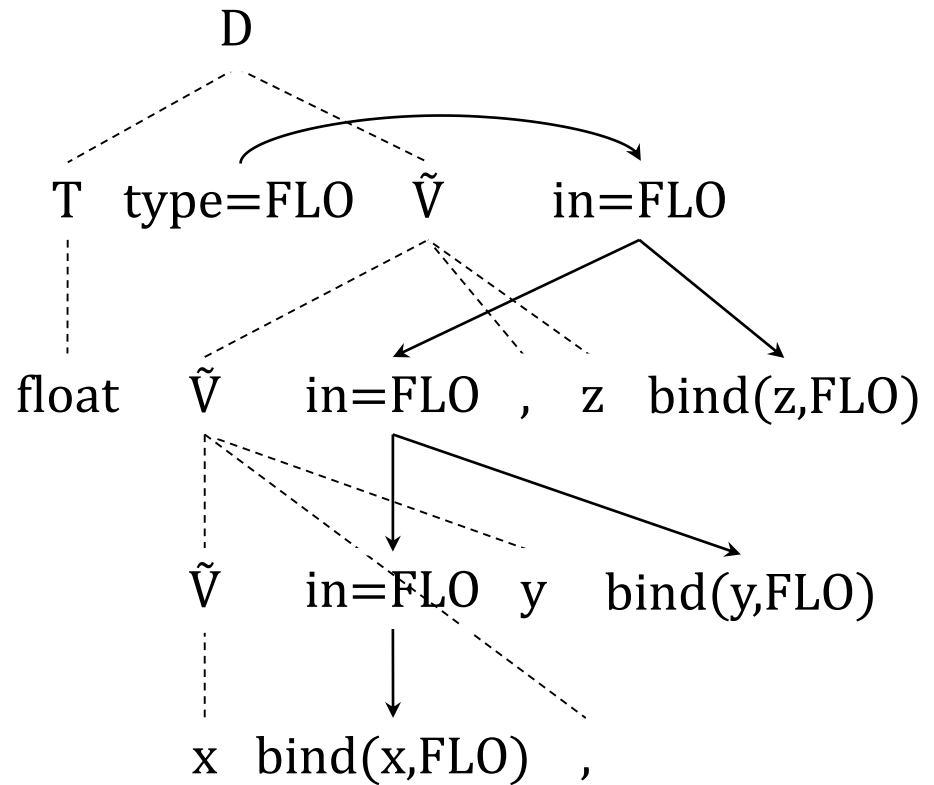 D
T type=FLO Ṽ in=FLO
float Ṽ in=FLO , z bind(z,FLO)
Ṽ in=FLO y bind(y,FLO)
x bind(x,FLO) ,